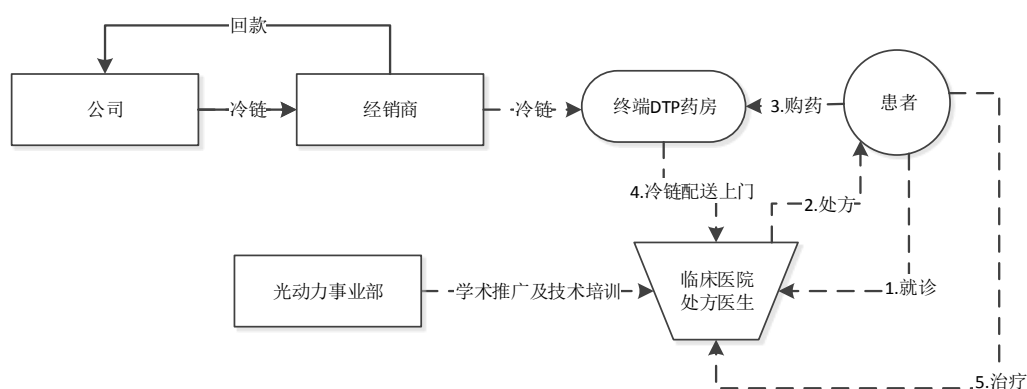 回款
公司
冷链
经销商
冷链
终端DTP药房
3.购药
患者
4.冷链配送上门
2.处方
光动力事业部
学术推广及技术培训
临床医院
处方医生
1.就诊
5.治疗